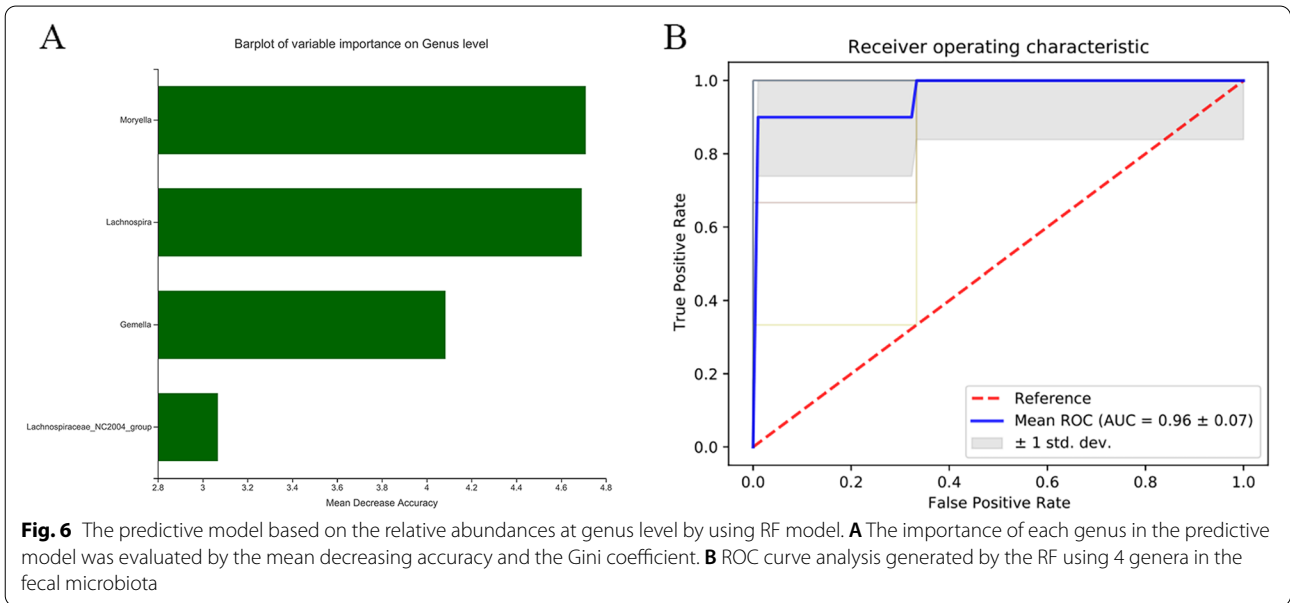 A
Barplot of variable importance on Genus level
Moryella
Lachnospira
Gemella
Lachnospiraceae_NC2004_group
2.8 3 3.2 3.4 3.6 3.8 4 4.2 4.4 4.6 4.8
Mean Decrease Accuracy
B
Receiver operating characteristic
True Positive Rate
1.0
0.8
0.6
0.4
0.2
0.0
Reference
Mean ROC (AUC = 0.96 ± 0.07)
± 1 std. dev.
0.0 0.2 0.4 0.6 0.8 1.0
False Positive Rate
Fig. 6 The predictive model based on the relative abundances at genus level by using RF model. A The importance of each genus in the predictive
model was evaluated by the mean decreasing accuracy and the Gini coefficient. B ROC curve analysis generated by the RF using 4 genera in the
fecal microbiota